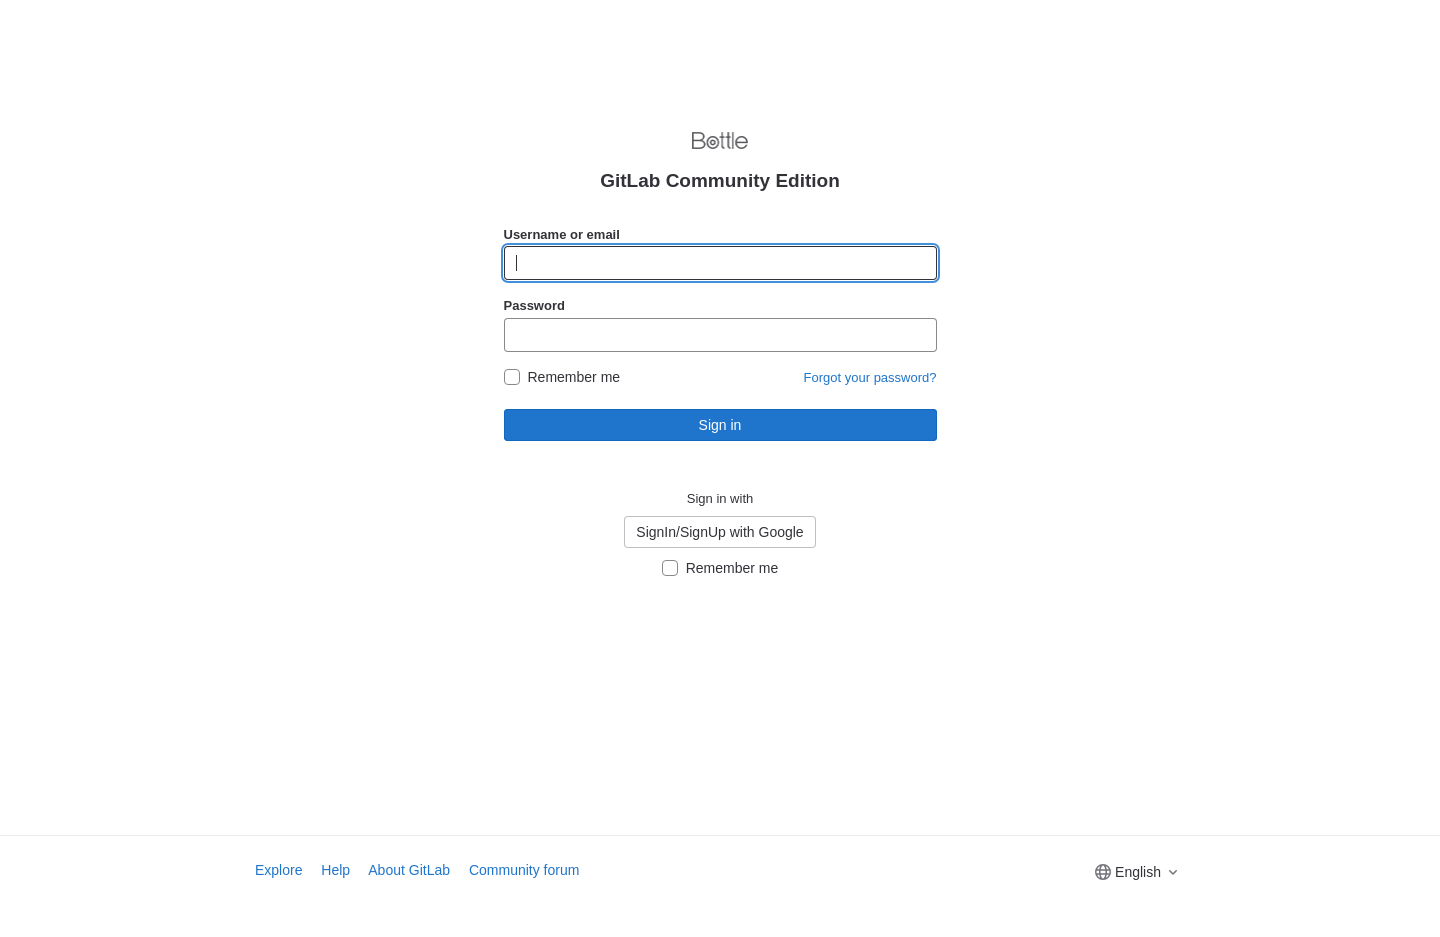 Bottle
GitLab Community Edition
Username or email
Password
Remember me
Forgot your password?
Sign in
Sign in with
SignIn/SignUp with Google
Remember me
Explore
Help
About GitLab
Community forum
English